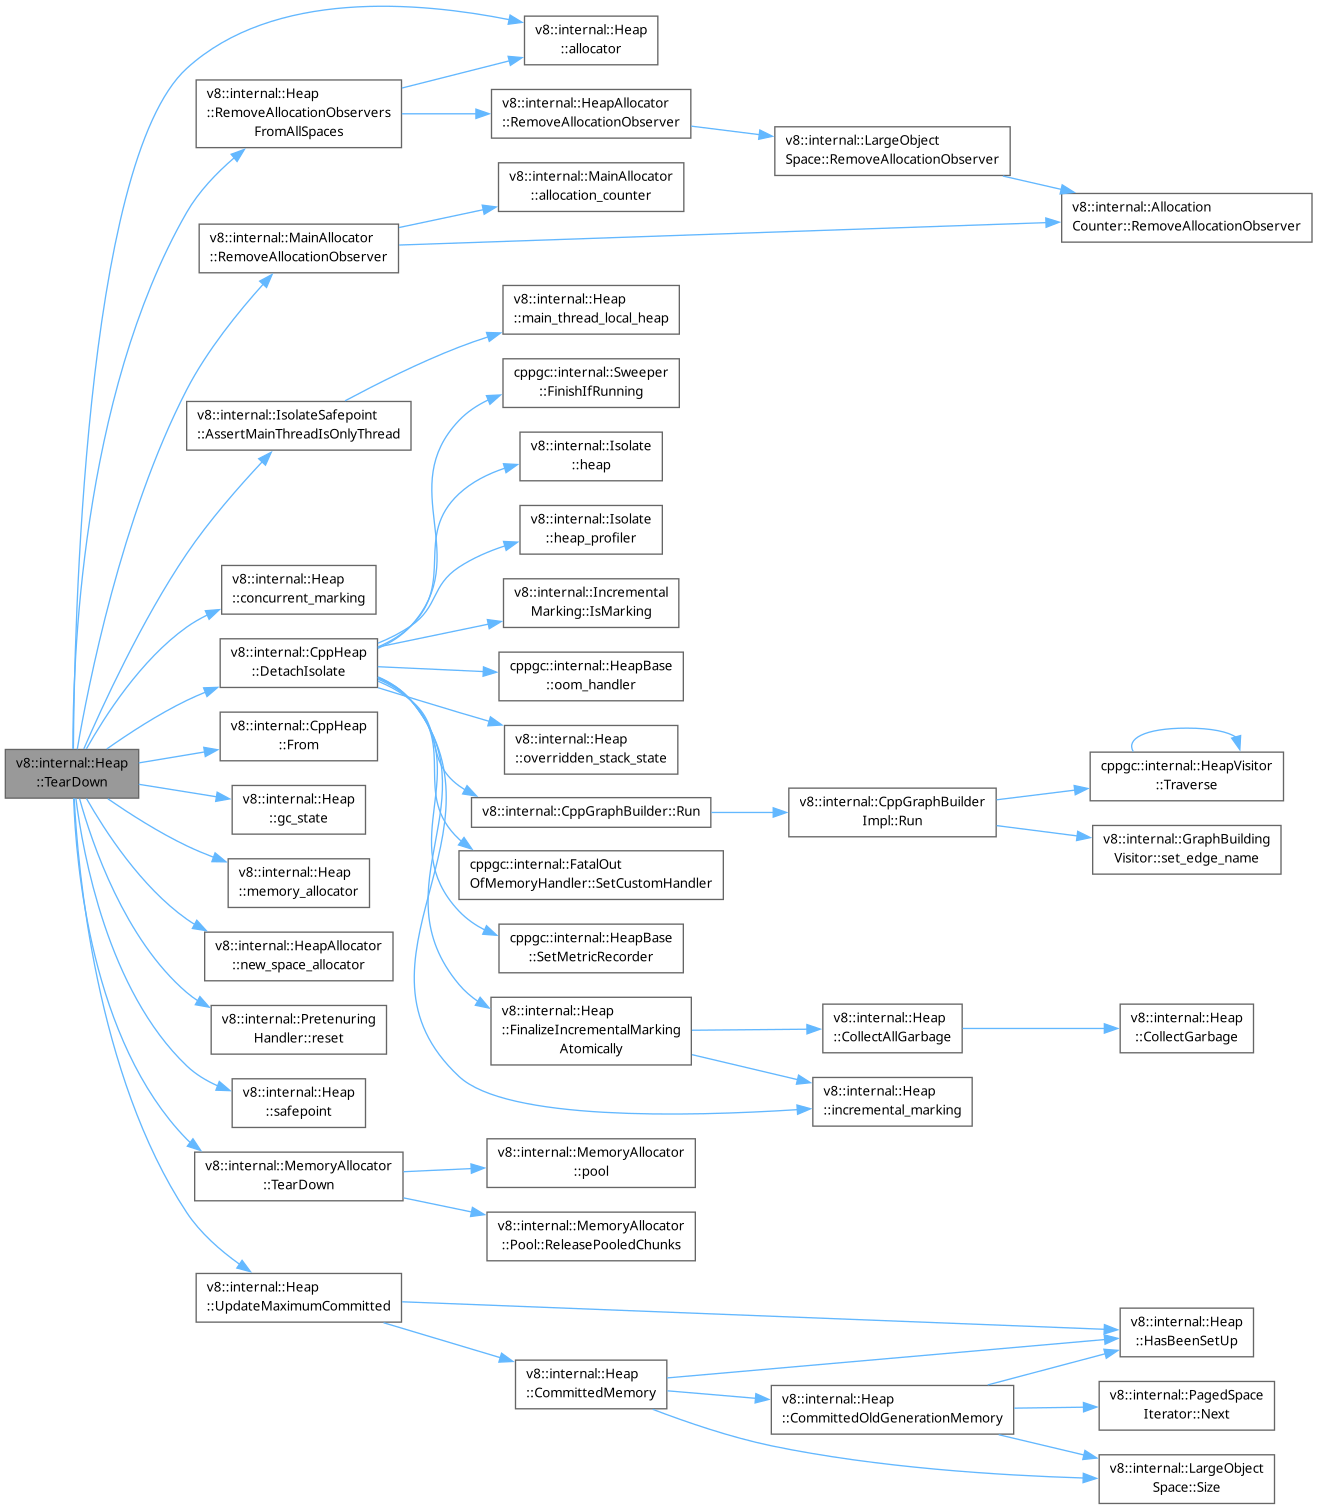 v8::internal::Heap
::allocator
v8::internal::Heap
::RemoveAllocationObservers
FromAllSpaces
v8::internal::HeapAllocator
::RemoveAllocationObserver
v8::internal::LargeObject
Space::RemoveAllocationObserver
v8::internal::MainAllocator
::allocation_counter
v8::internal::Allocation
Counter::RemoveAllocationObserver
v8::internal::MainAllocator
::RemoveAllocationObserver
v8::internal::Heap
::main_thread_local_heap
cppgc::internal::Sweeper
::FinishIfRunning
v8::internal::IsolateSafepoint
::AssertMainThreadIsOnlyThread
v8::internal::Isolate
::heap
v8::internal::Isolate
::heap_profiler
v8::internal::Heap
::concurrent_marking
v8::internal::Incremental
Marking::IsMarking
v8::internal::CppHeap
::DetachIsolate
cppgc::internal::HeapBase
::oom_handler
v8::internal::CppHeap
::From
v8::internal::Heap
::overridden_stack_state
v8::internal::Heap
::TearDown
cppgc::internal::HeapVisitor
::Traverse
v8::internal::Heap
::gc_state
v8::internal::CppGraphBuilder::Run
v8::internal::CppGraphBuilder
Impl::Run
v8::internal::GraphBuilding
Visitor::set_edge_name
v8::internal::Heap
::memory_allocator
cppgc::internal::FatalOut
OfMemoryHandler::SetCustomHandler
v8::internal::HeapAllocator
::new_space_allocator
cppgc::internal::HeapBase
::SetMetricRecorder
v8::internal::Pretenuring
Handler::reset
v8::internal::Heap
::FinalizeIncrementalMarking
Atomically
v8::internal::Heap
::CollectAllGarbage
v8::internal::Heap
::CollectGarbage
v8::internal::Heap
::safepoint
v8::internal::Heap
::incremental_marking
v8::internal::MemoryAllocator
::TearDown
v8::internal::MemoryAllocator
::pool
v8::internal::MemoryAllocator
::Pool::ReleasePooledChunks
v8::internal::Heap
::UpdateMaximumCommitted
v8::internal::Heap
::HasBeenSetUp
v8::internal::Heap
::CommittedMemory
v8::internal::Heap
::CommittedOldGenerationMemory
v8::internal::PagedSpace
Iterator::Next
v8::internal::LargeObject
Space::Size